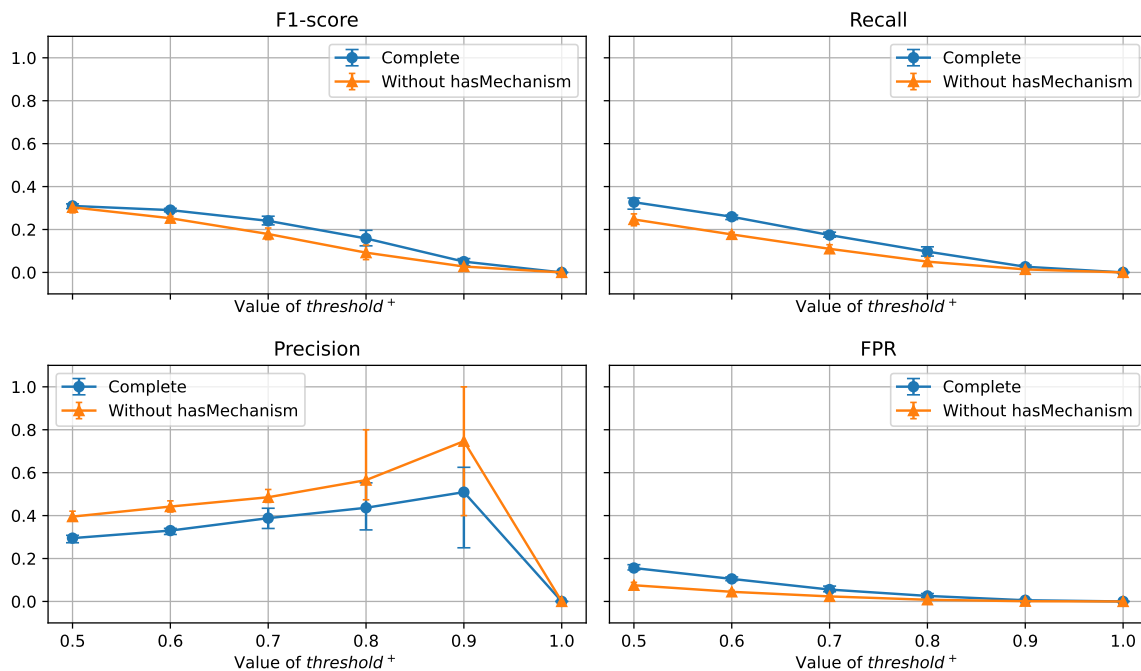 F1-score
1.0
0.8
0.6
0.4
0.2
0.0
Complete
Without hasMechanism
Value of threshold⁺
Recall
Complete
Without hasMechanism
Value of threshold⁺
Precision
1.0
0.8
0.6
0.4
0.2
0.0
Complete
Without hasMechanism
0.5 0.6 0.7 0.8 0.9 1.0
Value of threshold⁺
FPR
Complete
Without hasMechanism
0.5 0.6 0.7 0.8 0.9 1.0
Value of threshold⁺